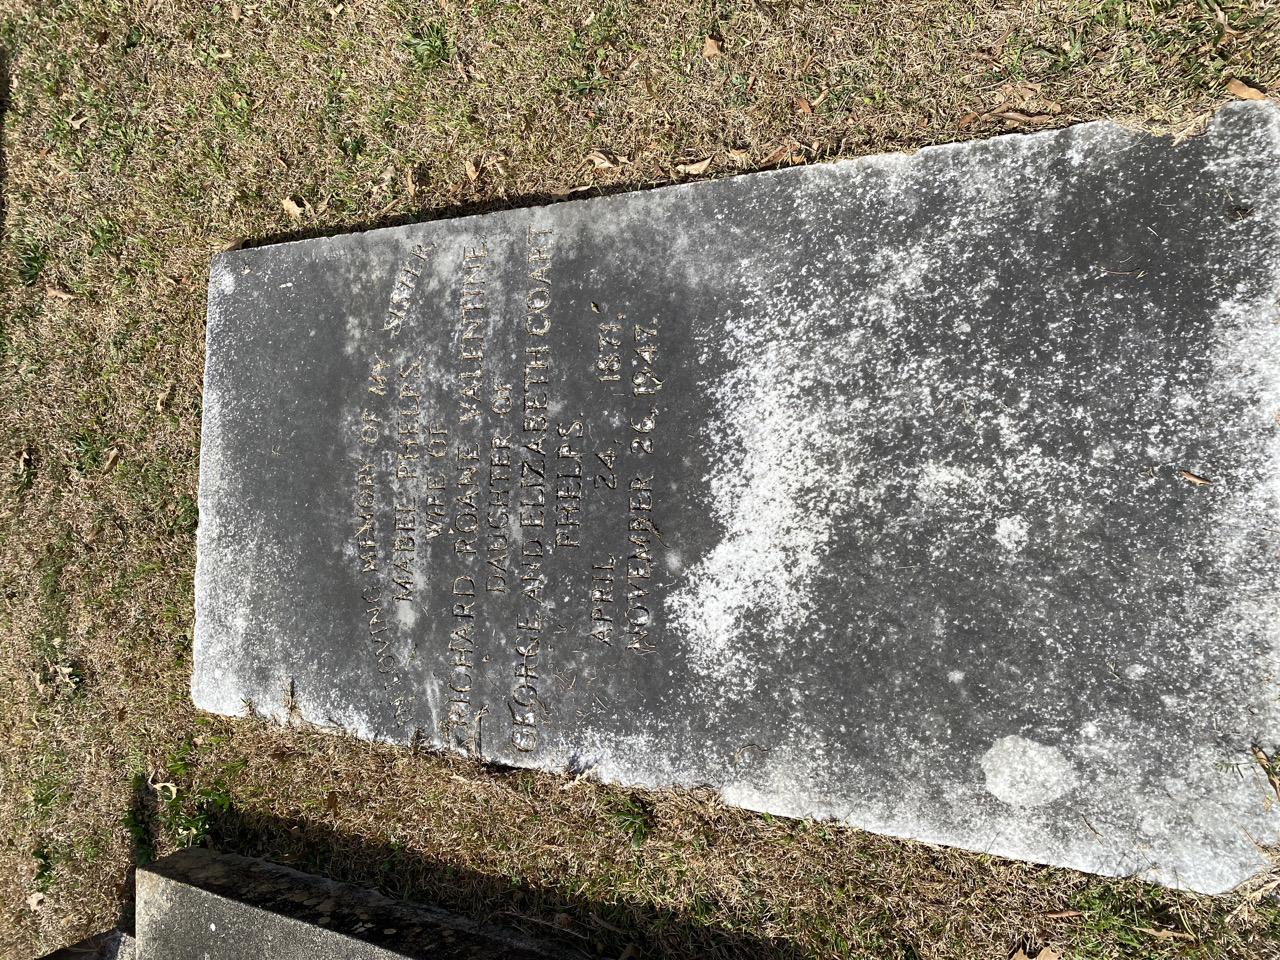 IN LOVING MEMORY OF MY SISTER
MABEL PHELPS
WIFE OF
RICHARD ROANE VALENTINE
DAUGHTER OF
GEORGE AND ELIZABETH COART
PHELPS
APRIL 24, 1871,
NOVEMBER 26, 1947.